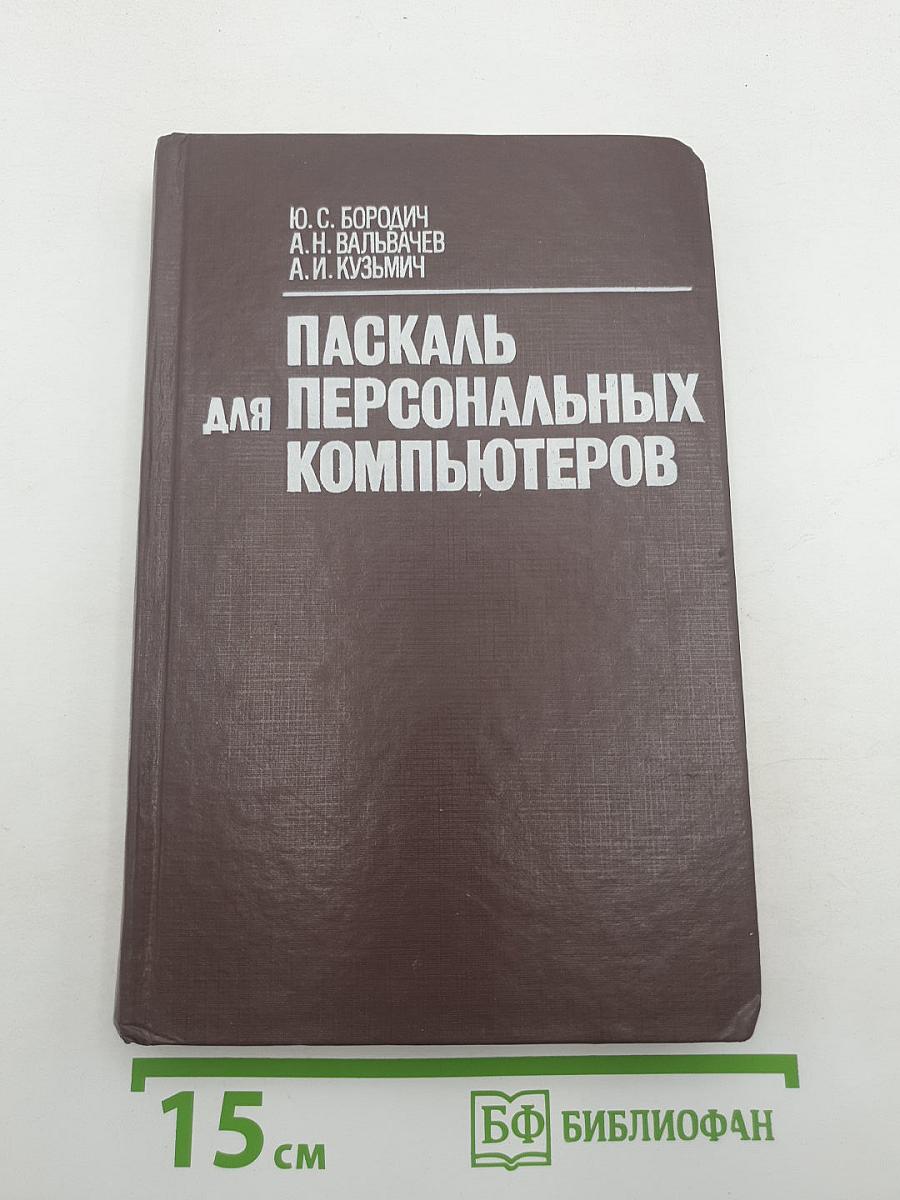 Ю. С. БОРОДИЧ
А. Н. ВАЛЬВАЧЕВ
А. И. КУЗЬМИЧ
ПАСКАЛЬ
ДЛЯ ПЕРСОНАЛЬНЫХ
КОМПЬЮТЕРОВ
15 см
БФ БИБЛИОФАН